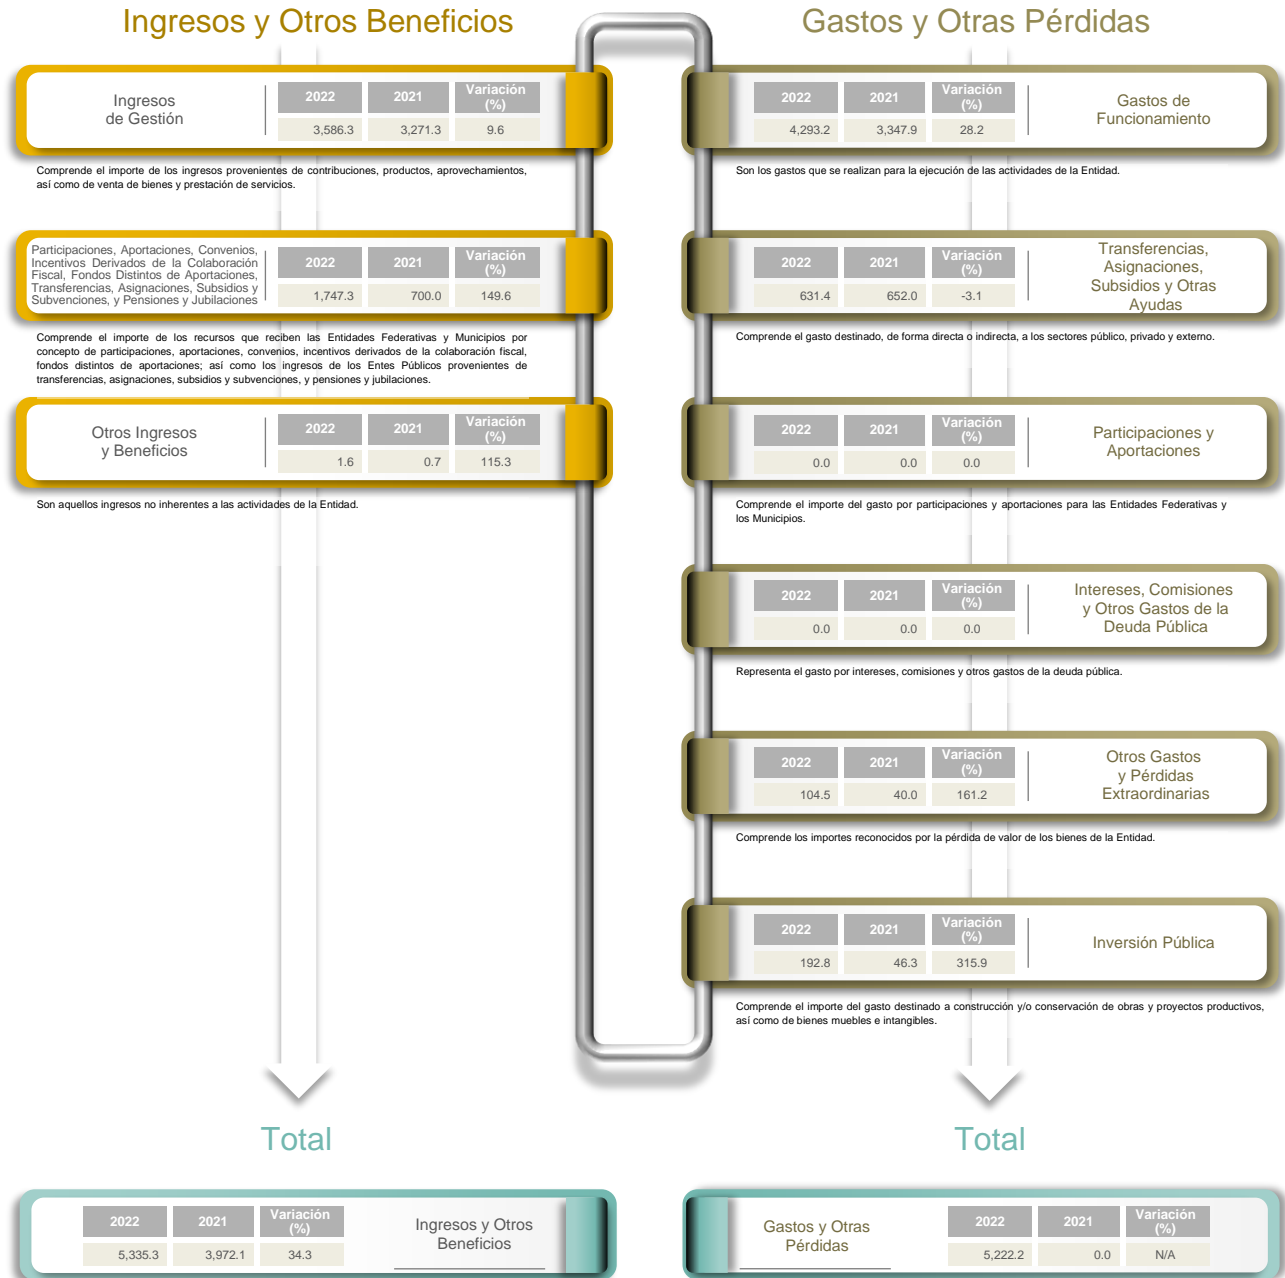 Ingresos y Otros Beneficios
Ingresos
de Gestión
2022 2021 Variación (%)
3,586.3 3,271.3 9.6
Comprende el importe de los ingresos provenientes de contribuciones, productos, aprovechamientos,
así como de venta de bienes y prestación de servicios.
Participaciones, Aportaciones, Convenios,
Incentivos Derivados de la Colaboración
Fiscal, Fondos Distintos de Aportaciones,
Transferencias, Asignaciones, Subsidios y
Subvenciones, y Pensiones y Jubilaciones
2022 2021 Variación (%)
1,747.3 700.0 149.6
Comprende el importe de los recursos que reciben las Entidades Federativas y Municipios por
concepto de participaciones, aportaciones, convenios, incentivos derivados de la colaboración fiscal,
fondos distintos de aportaciones; así como los ingresos de los Entes Públicos provenientes de
transferencias, asignaciones, subsidios y subvenciones, y pensiones y jubilaciones.
Otros Ingresos
y Beneficios
2022 2021 Variación (%)
1.6 0.7 115.3
Son aquellos ingresos no inherentes a las actividades de la Entidad.
Total
2022 2021 Variación (%)
5,335.3 3,972.1 34.3
Ingresos y Otros
Beneficios
Gastos y Otras Pérdidas
2022 2021 Variación (%)
4,293.2 3,347.9 28.2
Gastos de
Funcionamiento
Son los gastos que se realizan para la ejecución de las actividades de la Entidad.
2022 2021 Variación (%)
631.4 652.0 -3.1
Transferencias,
Asignaciones,
Subsidios y Otras
Ayudas
Comprende el gasto destinado, de forma directa o indirecta, a los sectores público, privado y externo.
2022 2021 Variación (%)
0.0 0.0 0.0
Participaciones y
Aportaciones
Comprende el importe del gasto por participaciones y aportaciones para las Entidades Federativas y
los Municipios.
2022 2021 Variación (%)
0.0 0.0 0.0
Intereses, Comisiones
y Otros Gastos de la
Deuda Pública
Representa el gasto por intereses, comisiones y otros gastos de la deuda pública.
2022 2021 Variación (%)
104.5 40.0 161.2
Otros Gastos
y Pérdidas
Extraordinarias
Comprende los importes reconocidos por la pérdida de valor de los bienes de la Entidad.
2022 2021 Variación (%)
192.8 46.3 315.9
Inversión Pública
Comprende el importe del gasto destinado a construcción y/o conservación de obras y proyectos productivos,
así como de bienes muebles e intangibles.
Total
Gastos y Otras
Pérdidas
2022 2021 Variación (%)
5,222.2 0.0 N/A